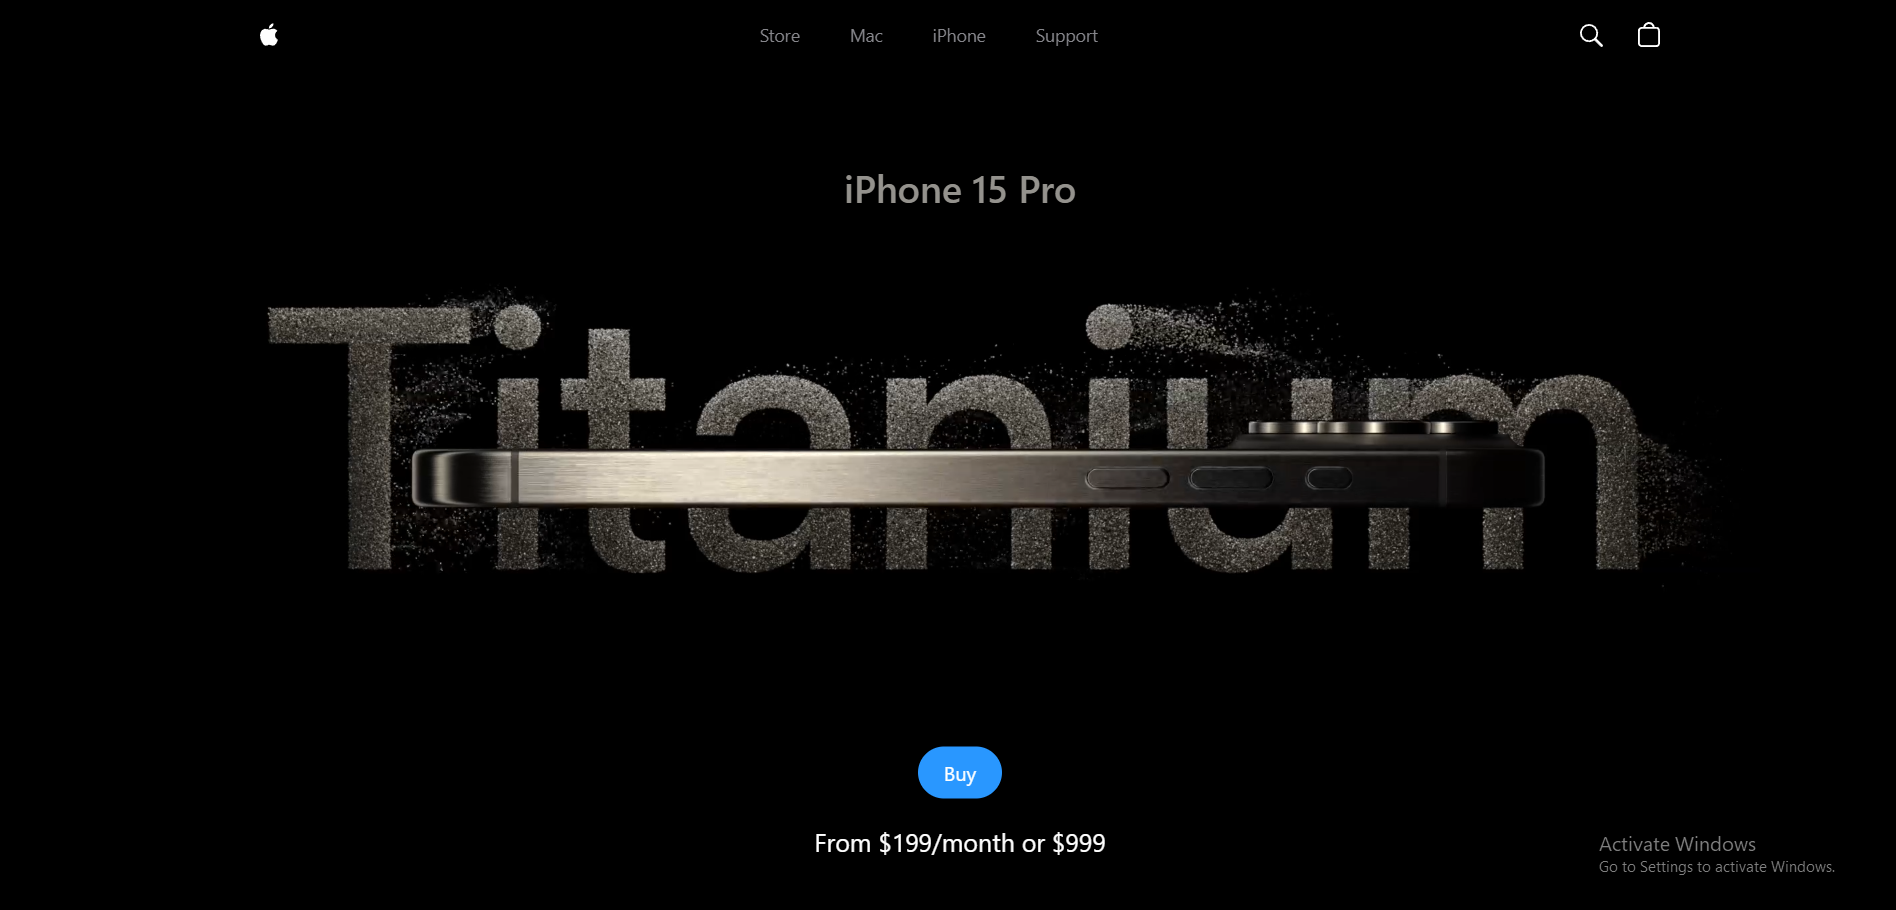 Store Mac iPhone Support
iPhone 15 Pro
Titanium
Buy
From $199/month or $999
Activate Windows
Go to Settings to activate Windows.